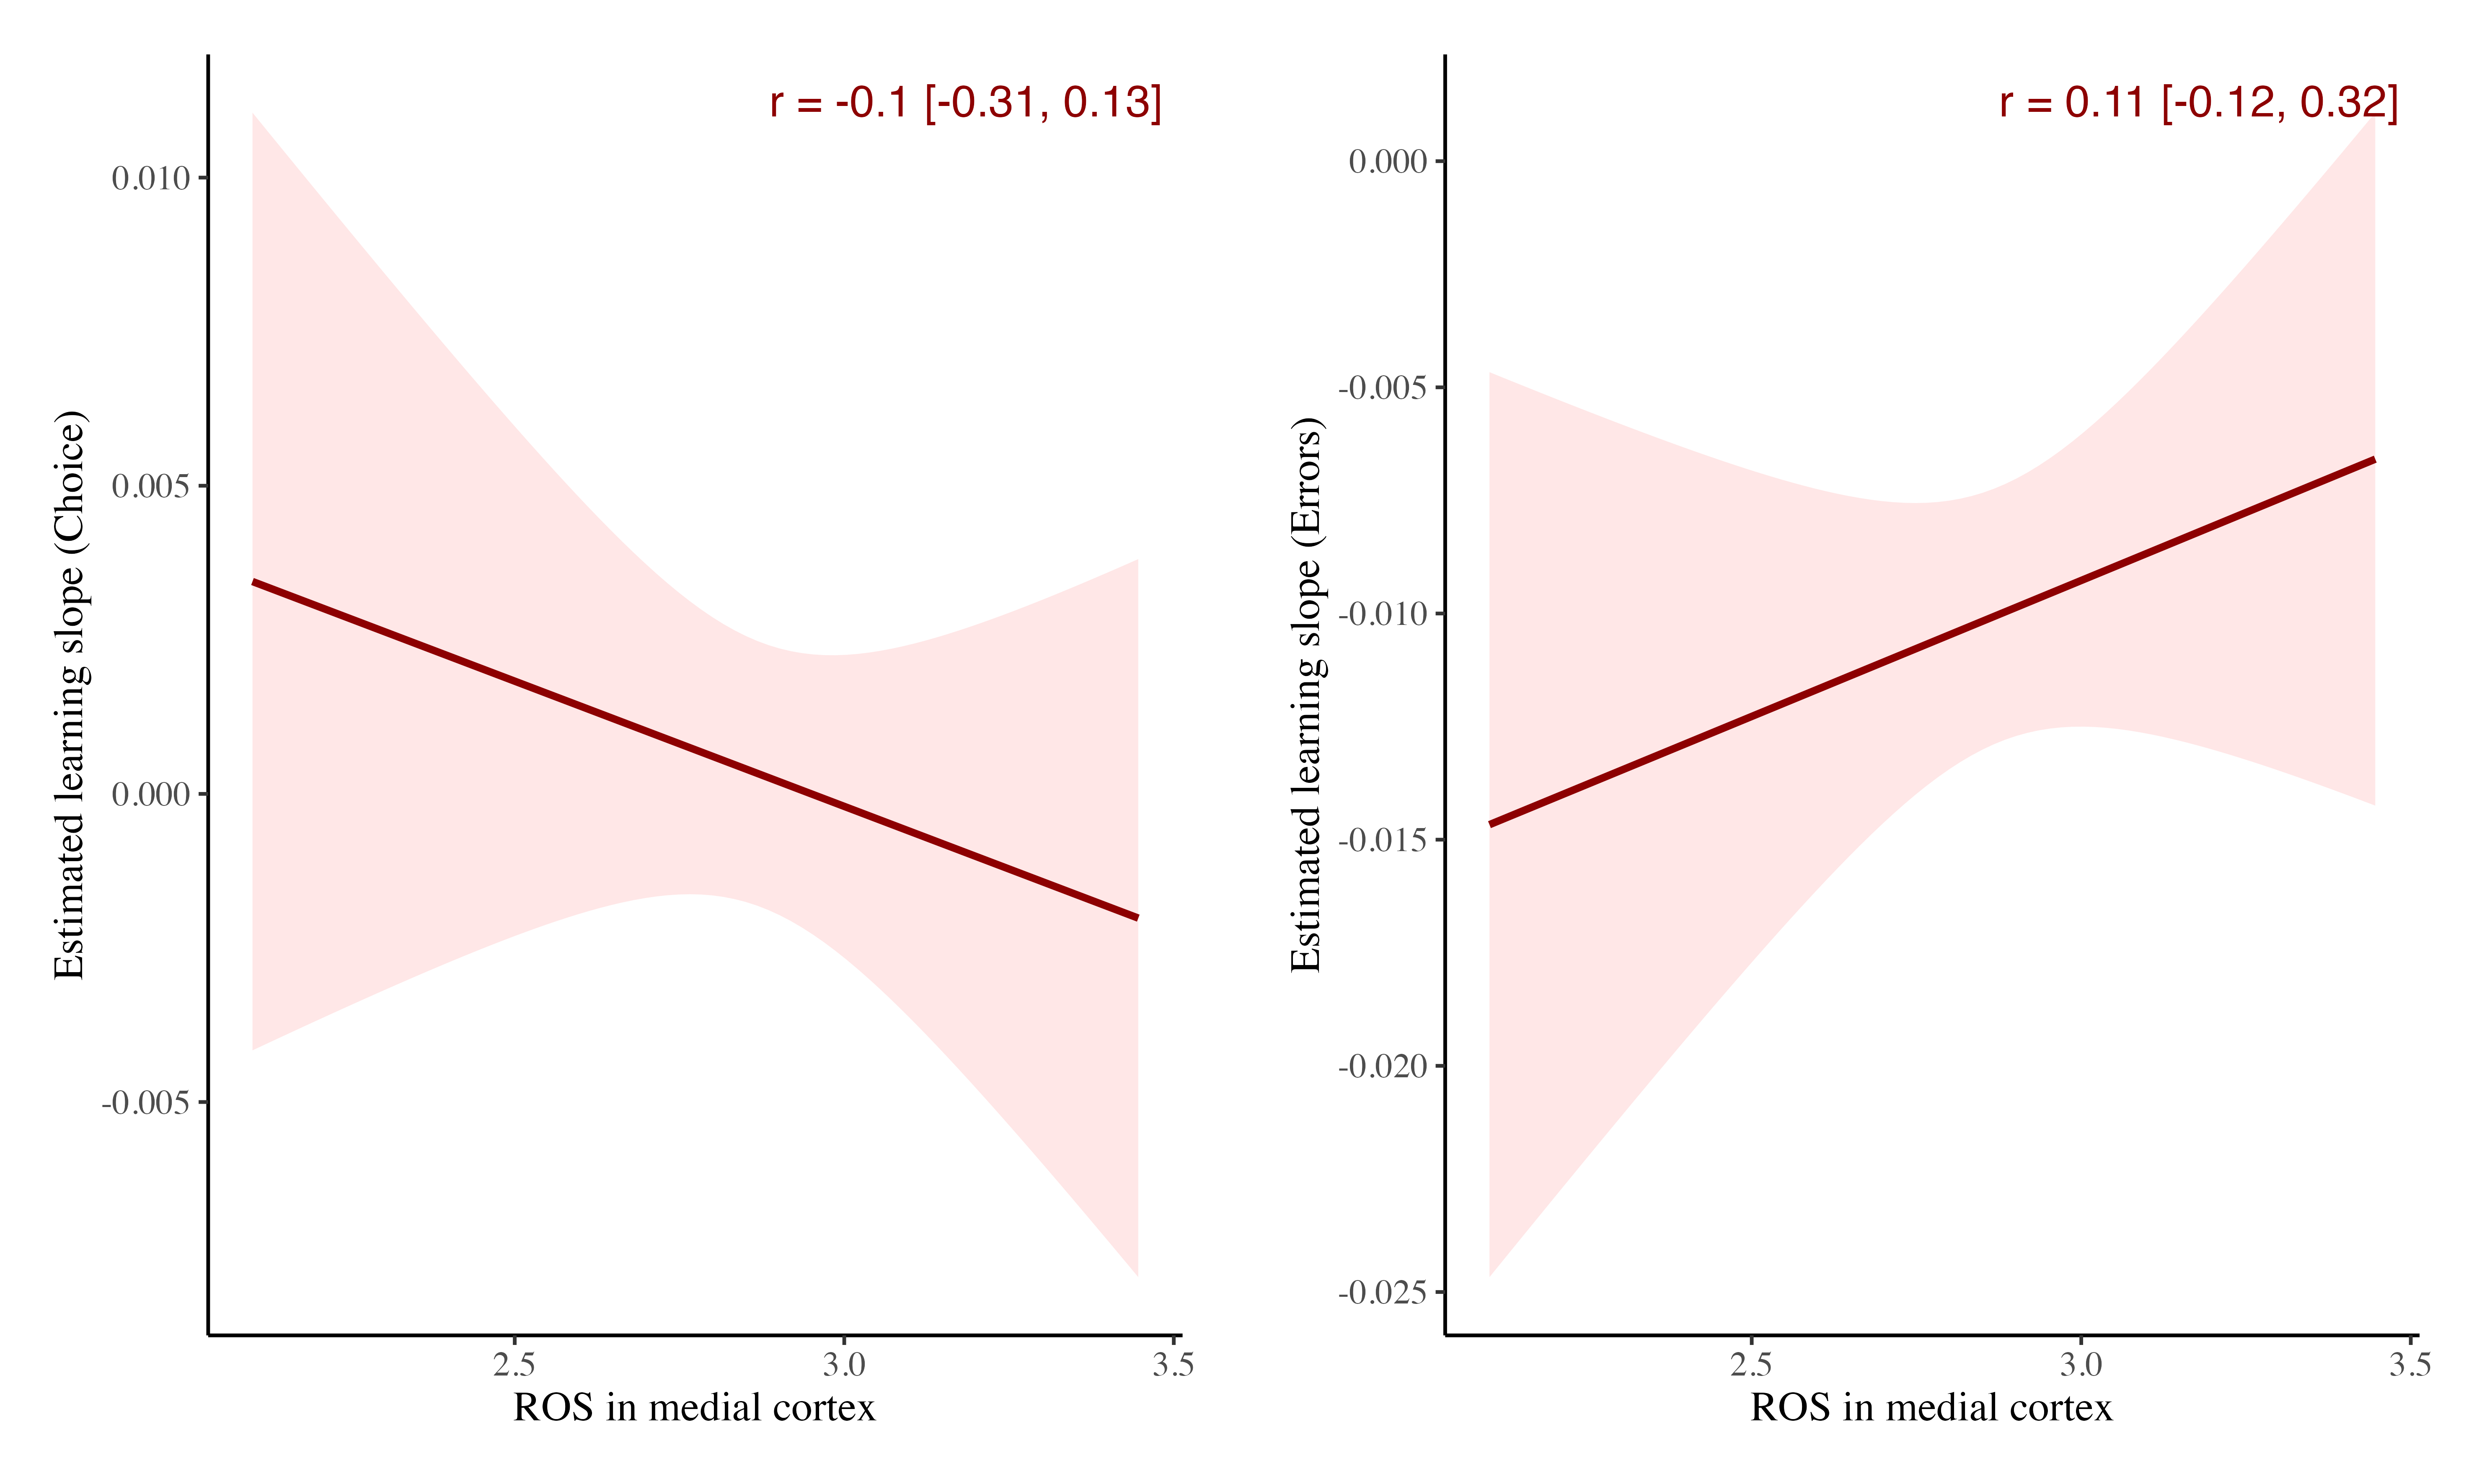 r = -0.1 [-0.31, 0.13]
Estimated learning slope (Choice)
0.010
0.005
0.000
-0.005
2.5
3.0
3.5
ROS in medial cortex
r = 0.11 [-0.12, 0.32]
Estimated learning slope (Errors)
0.000
-0.005
-0.010
-0.015
-0.020
-0.025
2.5
3.0
3.5
ROS in medial cortex